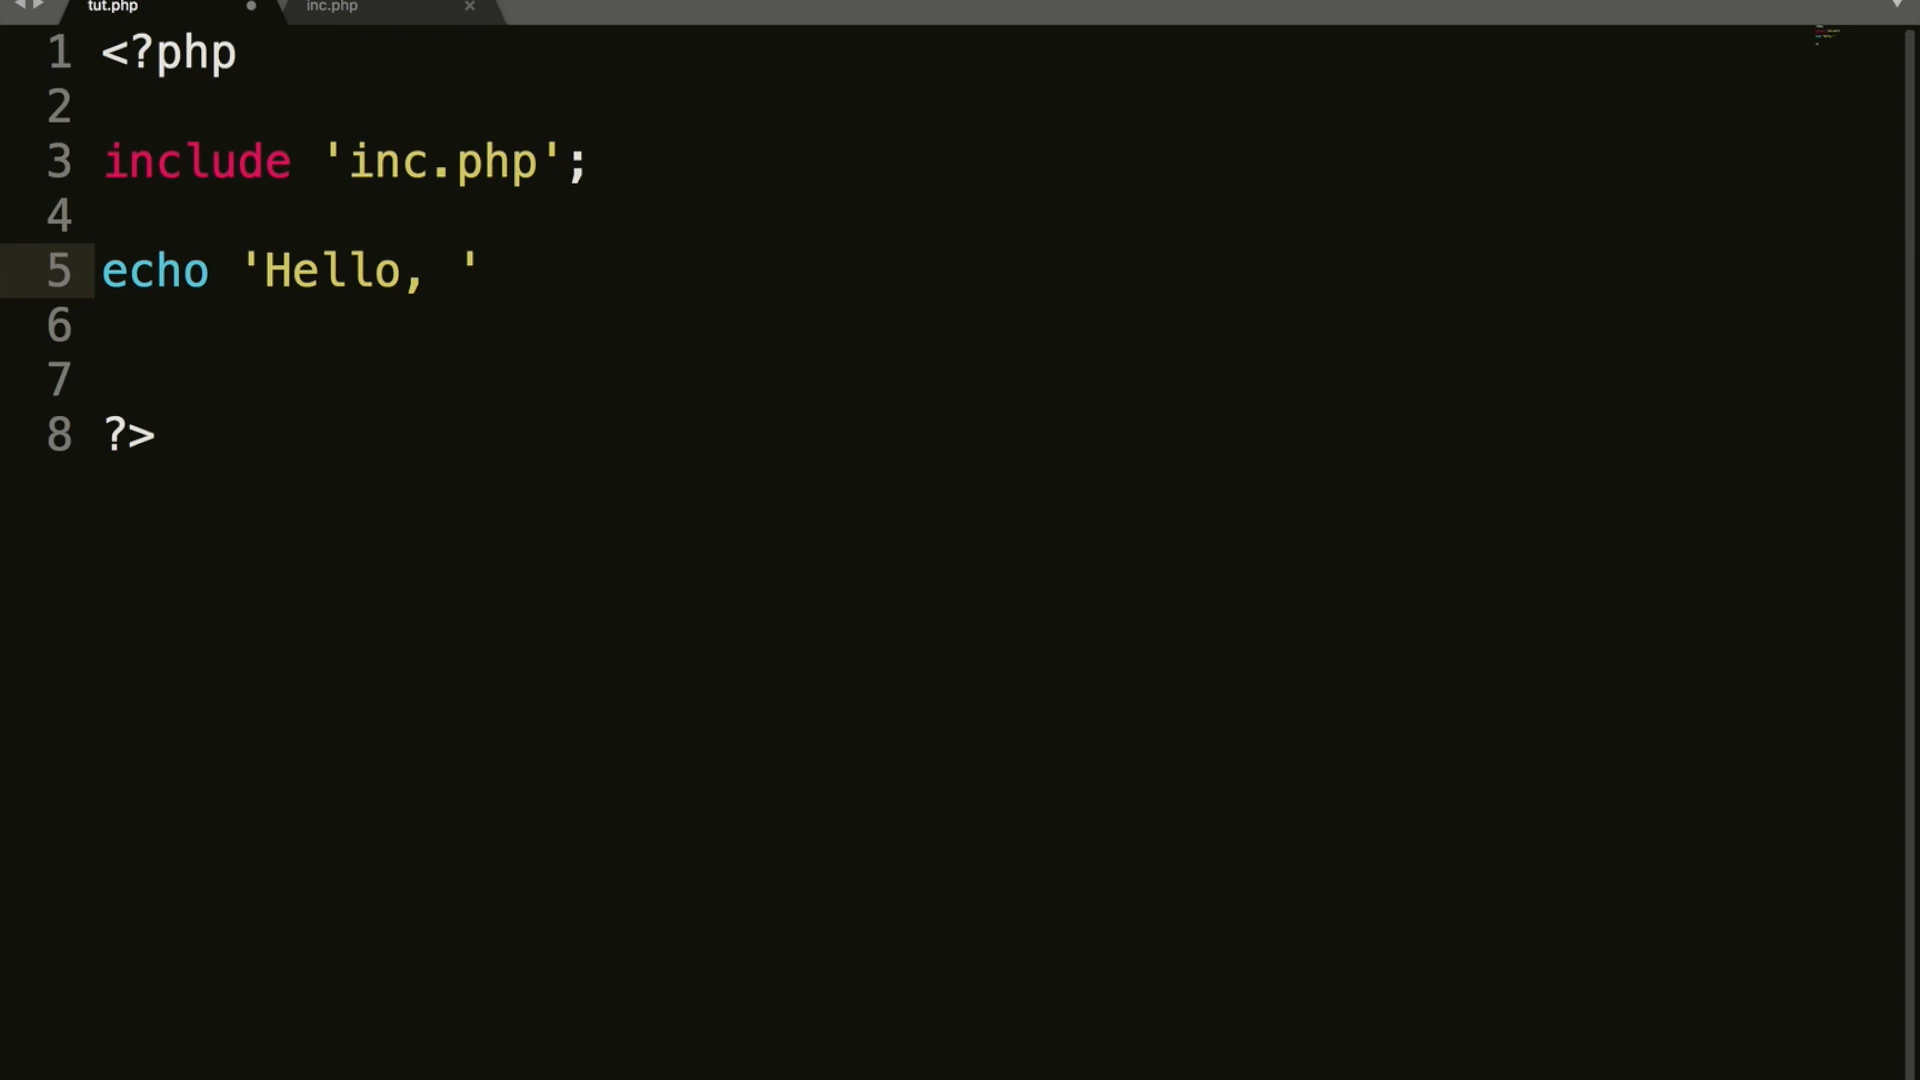 tut.php inc.php
1 <?php
2
3 include 'inc.php';
4
5 echo 'Hello, '
6
7
8 ?>